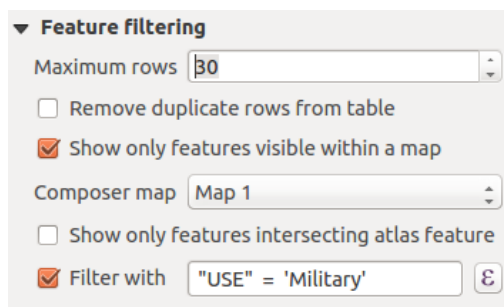 Feature filtering
Maximum rows 30
Remove duplicate rows from table
Show only features visible within a map
Composer map Map 1
Show only features intersecting atlas feature
Filter with "USE" = 'Military' ε